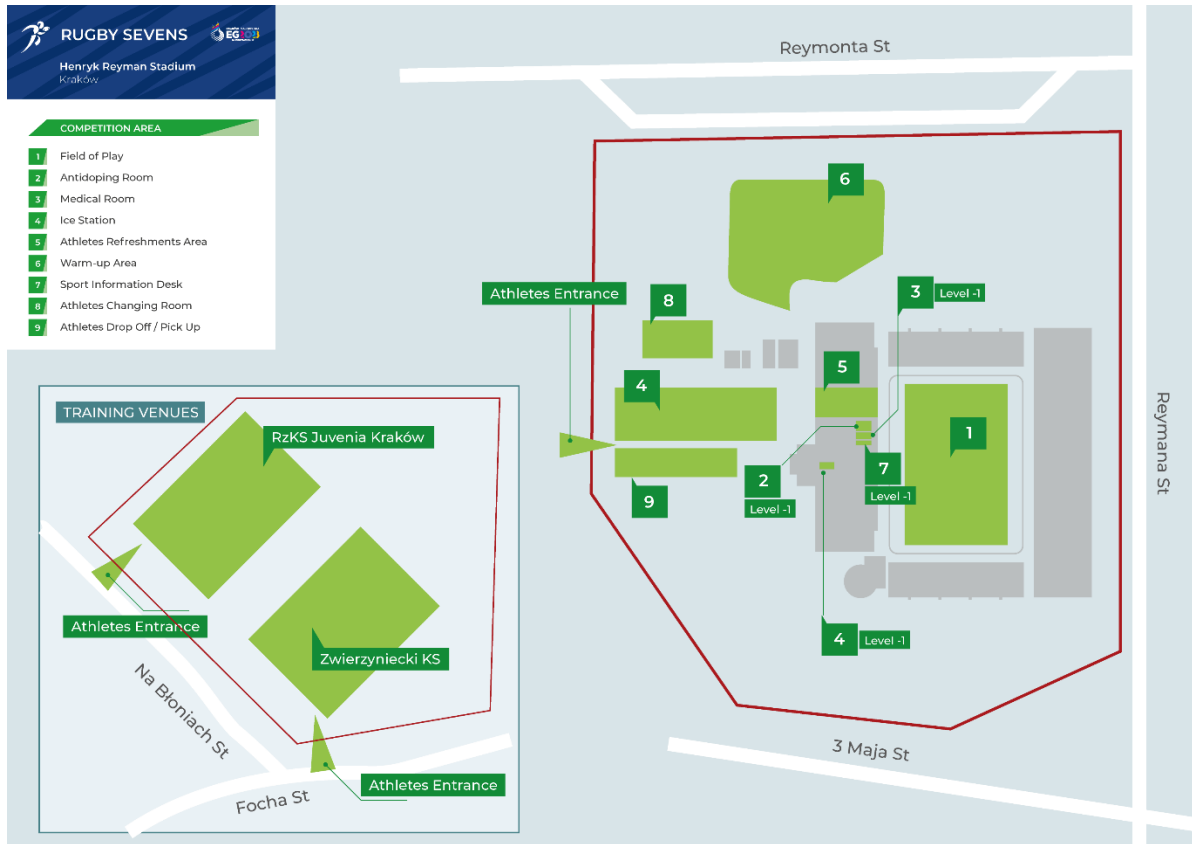 RUGBY SEVENS
EG2023
Henryk Reyman Stadium
Kraków
COMPETITION AREA
1 Field of Play
2 Antidoping Room
3 Medical Room
4 Ice Station
5 Athletes Refreshments Area
6 Warm-up Area
7 Sport Information Desk
8 Athletes Changing Room
9 Athletes Drop Off / Pick Up
Reymonta St
6
Athletes Entrance
8
3 Level -1
4
5
1
2
Level -1
7
Level -1
9
4 Level -1
Reymana St
3 Maja St
TRAINING VENUES
RzKS Juvenia Kraków
Athletes Entrance
Zwierzyniecki KS
Na Błoniach St
Athletes Entrance
Focha St